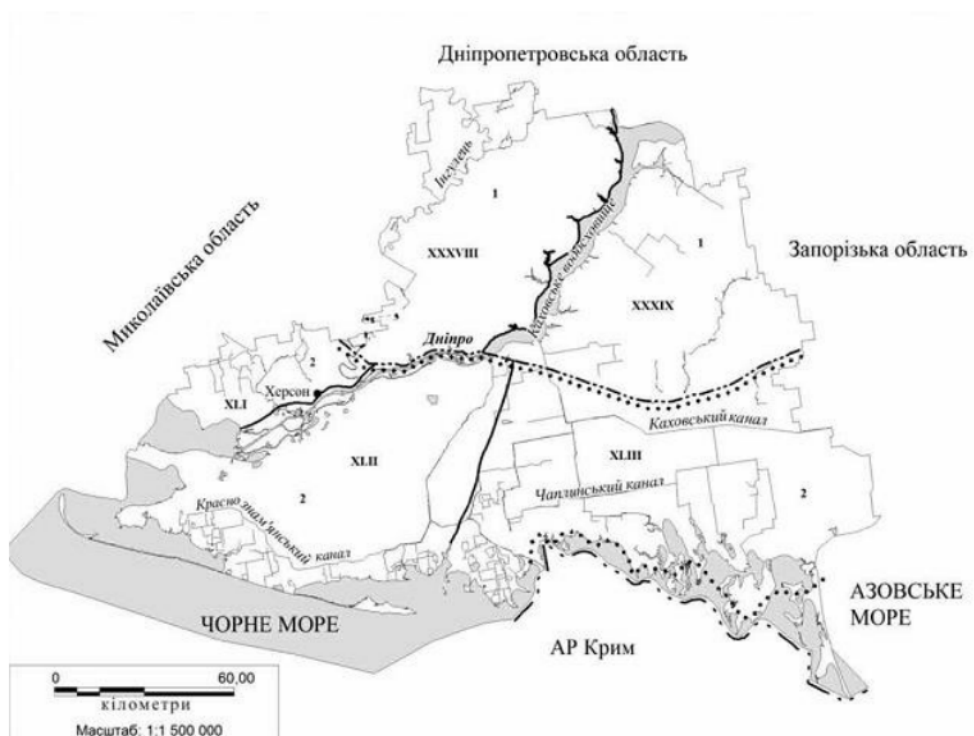 Дніпропетровська область
Миколаївська область
Запорізька область
Інгулець
1
XXXVIII
Каховське водосховище
1
XXXIX
Дніпро
2
Херсон
XLI
Каховський канал
XLII
XLIII
2
Чаплинський канал
2
Красно
знам'янський канал
ЧОРНЕ МОРЕ
АЗОВСЬКЕ
МОРЕ
АР Крим
0 60,00
кілометри
Масштаб: 1:1 500 000